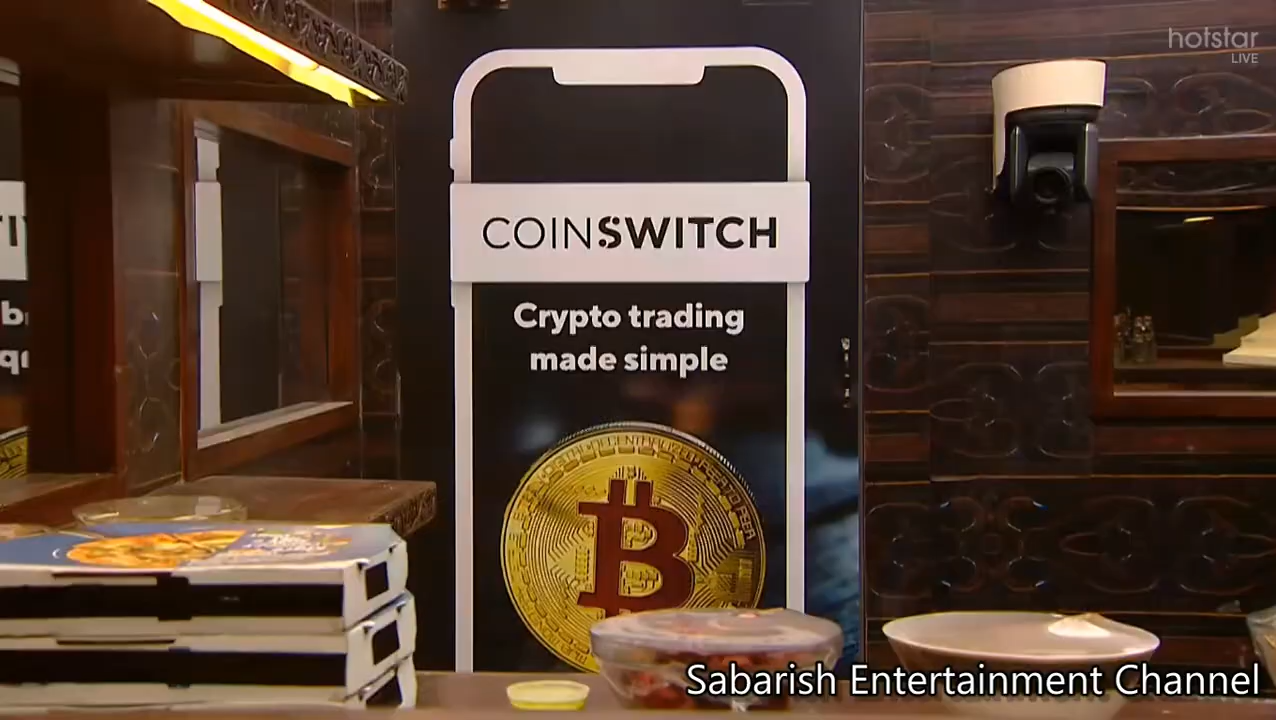 hotstar
LIVE
COINSWITCH
Crypto trading
made simple
Sabarish Entertainment Channel